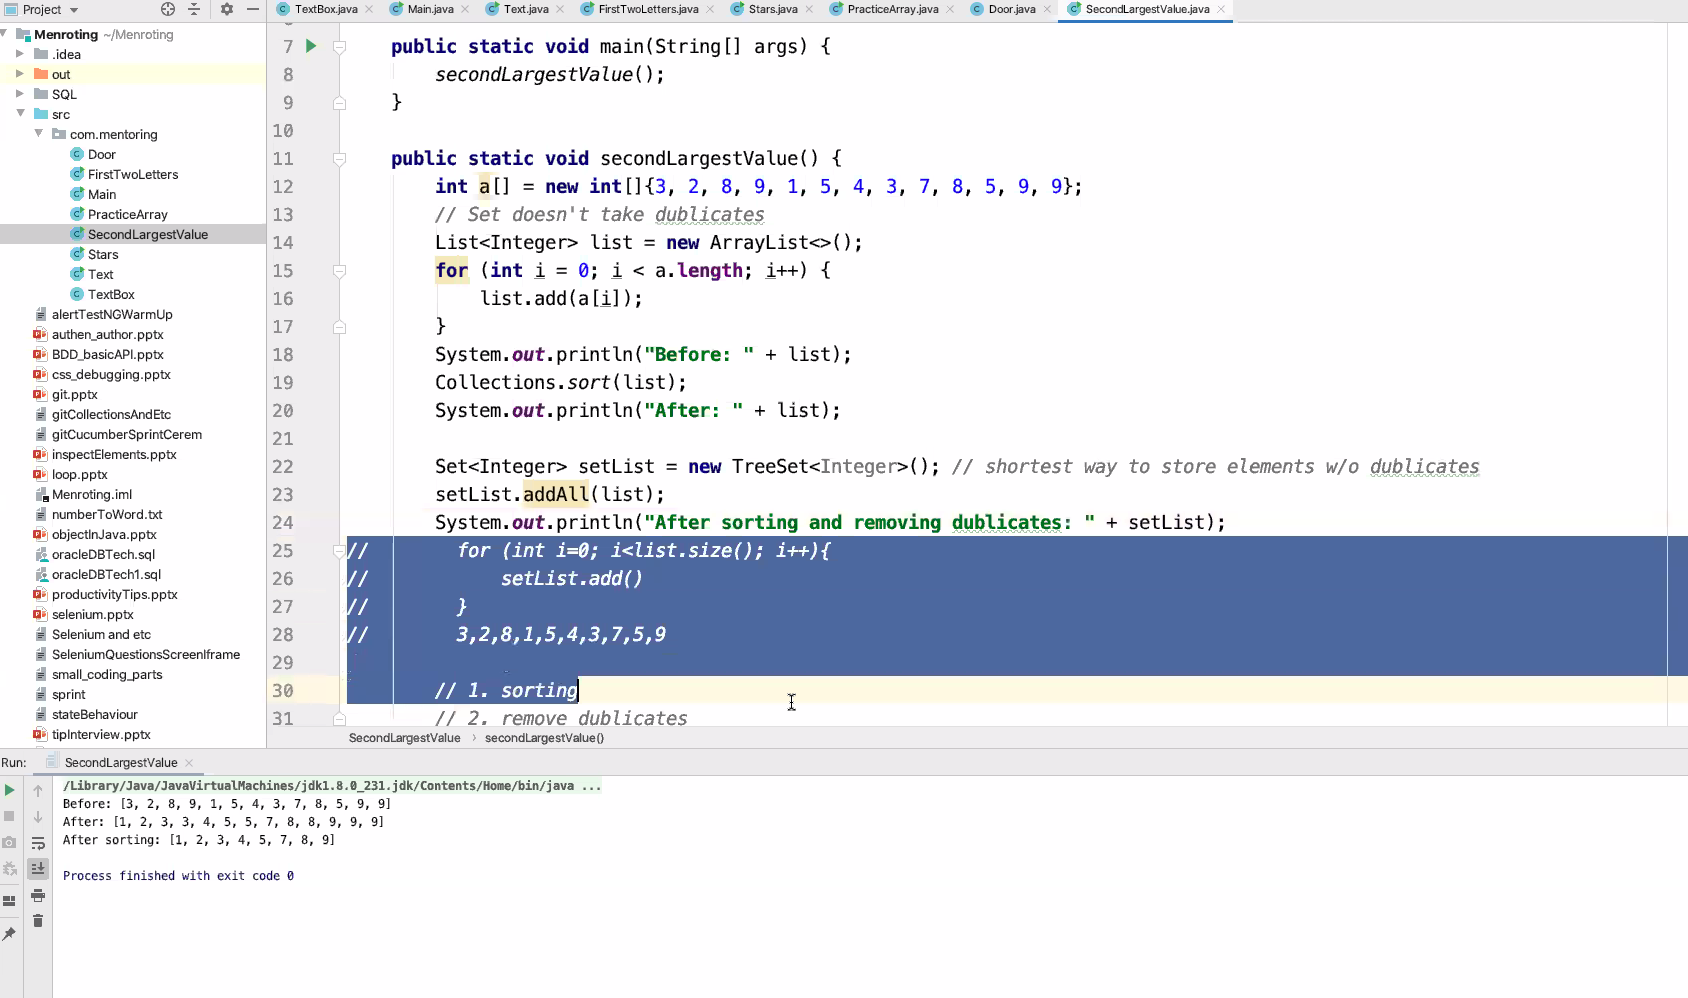 Project
TextBox.java
Main.java
Text.java
FirstTwoLetters.java
Stars.java
PracticeArray.java
Door.java
SecondLargestValue.java
Menroting ~/Menroting
.idea
out
SQL
src
com.mentoring
Door
FirstTwoLetters
Main
PracticeArray
SecondLargestValue
Stars
Text
TextBox
alertTestNGWarmUp
authen_author.pptx
BDD_basicAPI.pptx
css_debugging.pptx
git.pptx
gitCollectionsAndEtc
gitCucumberSprintCerem
inspectElements.pptx
loop.pptx
Menroting.iml
numberToWord.txt
objectInJava.pptx
oracleDBTech.sql
oracleDBTech1.sql
productivityTips.pptx
selenium.pptx
Selenium and etc
SeleniumQuestionsScreenIframe
small_coding_parts
sprint
stateBehaviour
tipInterview.pptx
7 public static void main(String[] args) {
8 secondLargestValue();
9 }
10
11 public static void secondLargestValue() {
12 int a[] = new int[]{3, 2, 8, 9, 1, 5, 4, 3, 7, 8, 5, 9, 9};
13 // Set doesn't take dublicates
14 List<Integer> list = new ArrayList<>();
15 for (int i = 0; i < a.length; i++) {
16 list.add(a[i]);
17 }
18 System.out.println("Before: " + list);
19 Collections.sort(list);
20 System.out.println("After: " + list);
21
22 Set<Integer> setList = new TreeSet<Integer>(); // shortest way to store elements w/o dublicates
23 setList.addAll(list);
24 System.out.println("After sorting and removing dublicates: " + setList);
25 // for (int i=0; i<list.size(); i++){
26 // setList.add()
27 // }
28 // 3,2,8,1,5,4,3,7,5,9
29
30 // 1. sorting
31 // 2. remove dublicates
SecondLargestValue › secondLargestValue()
Run: SecondLargestValue
/Library/Java/JavaVirtualMachines/jdk1.8.0_231.jdk/Contents/Home/bin/java ...
Before: [3, 2, 8, 9, 1, 5, 4, 3, 7, 8, 5, 9, 9]
After: [1, 2, 3, 3, 4, 5, 5, 7, 8, 8, 9, 9, 9]
After sorting: [1, 2, 3, 4, 5, 7, 8, 9]
Process finished with exit code 0